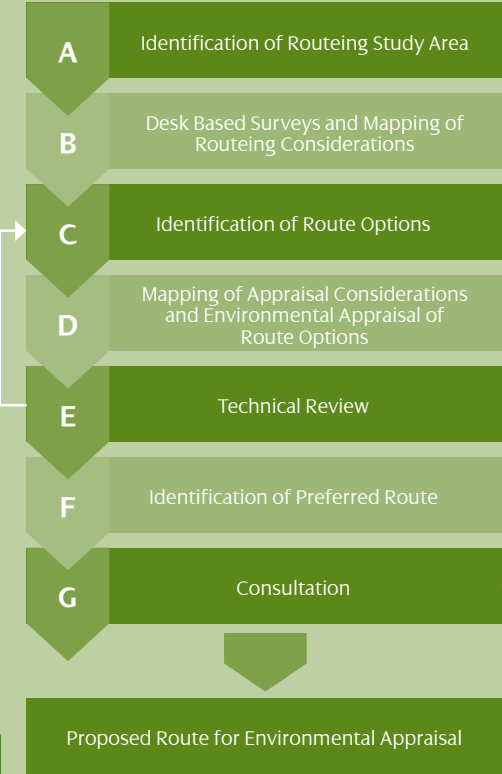 A
Identification of Routeing Study Area
B
Desk Based Surveys and Mapping of
Routeing Considerations
C
Identification of Route Options
D
Mapping of Appraisal Considerations
and Environmental Appraisal of
Route Options
E
Technical Review
F
Identification of Preferred Route
G
Consultation
Proposed Route for Environmental Appraisal